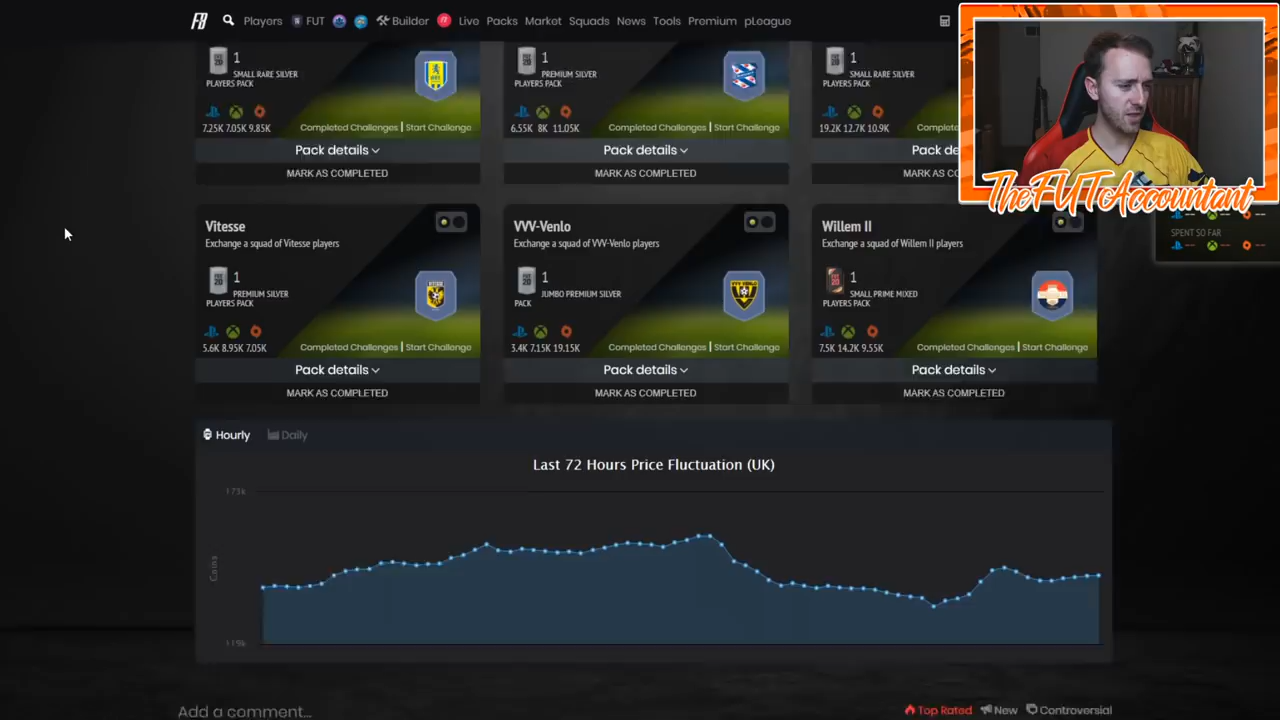 F8 Players FUT Builder Live Packs Market Squads News Tools Premium pLeague
1 SMALL RARE SILVER PLAYERS PACK
7.25K 7.05K 9.85K Completed Challenges | Start Challenge
Pack details
MARK AS COMPLETED
1 PREMIUM SILVER PLAYERS PACK
6.55K 8K 11.05K Completed Challenges | Start Challenge
Pack details
MARK AS COMPLETED
1 SMALL RARE SILVER PLAYERS PACK
19.2K 12.7K 10.9K
Pack de
MARK AS COMPLETED
TheFUTAccountant
SPENT SO FAR
Vitesse
Exchange a squad of Vitesse players
1 PREMIUM SILVER PLAYERS PACK
5.6K 8.95K 7.05K Completed Challenges | Start Challenge
Pack details
MARK AS COMPLETED
VVV-Venlo
Exchange a squad of VVV-Venlo players
1 JUMBO PREMIUM SILVER PACK
3.4K 7.15K 19.15K Completed Challenges | Start Challenge
Pack details
MARK AS COMPLETED
Willem II
Exchange a squad of Willem II players
1 SMALL PRIME MIXED PLAYERS PACK
7.5K 14.2K 9.55K Completed Challenges | Start Challenge
Pack details
MARK AS COMPLETED
Hourly Daily
Last 72 Hours Price Fluctuation (UK)
Coins
Add a comment...
Top Rated New Controversial